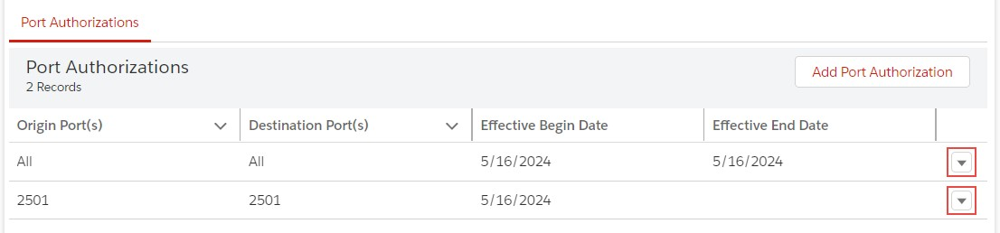 Port Authorizations
Port Authorizations
2 Records
Add Port Authorization
Origin Port(s) Destination Port(s) Effective Begin Date Effective End Date
All All 5/16/2024 5/16/2024
2501 2501 5/16/2024